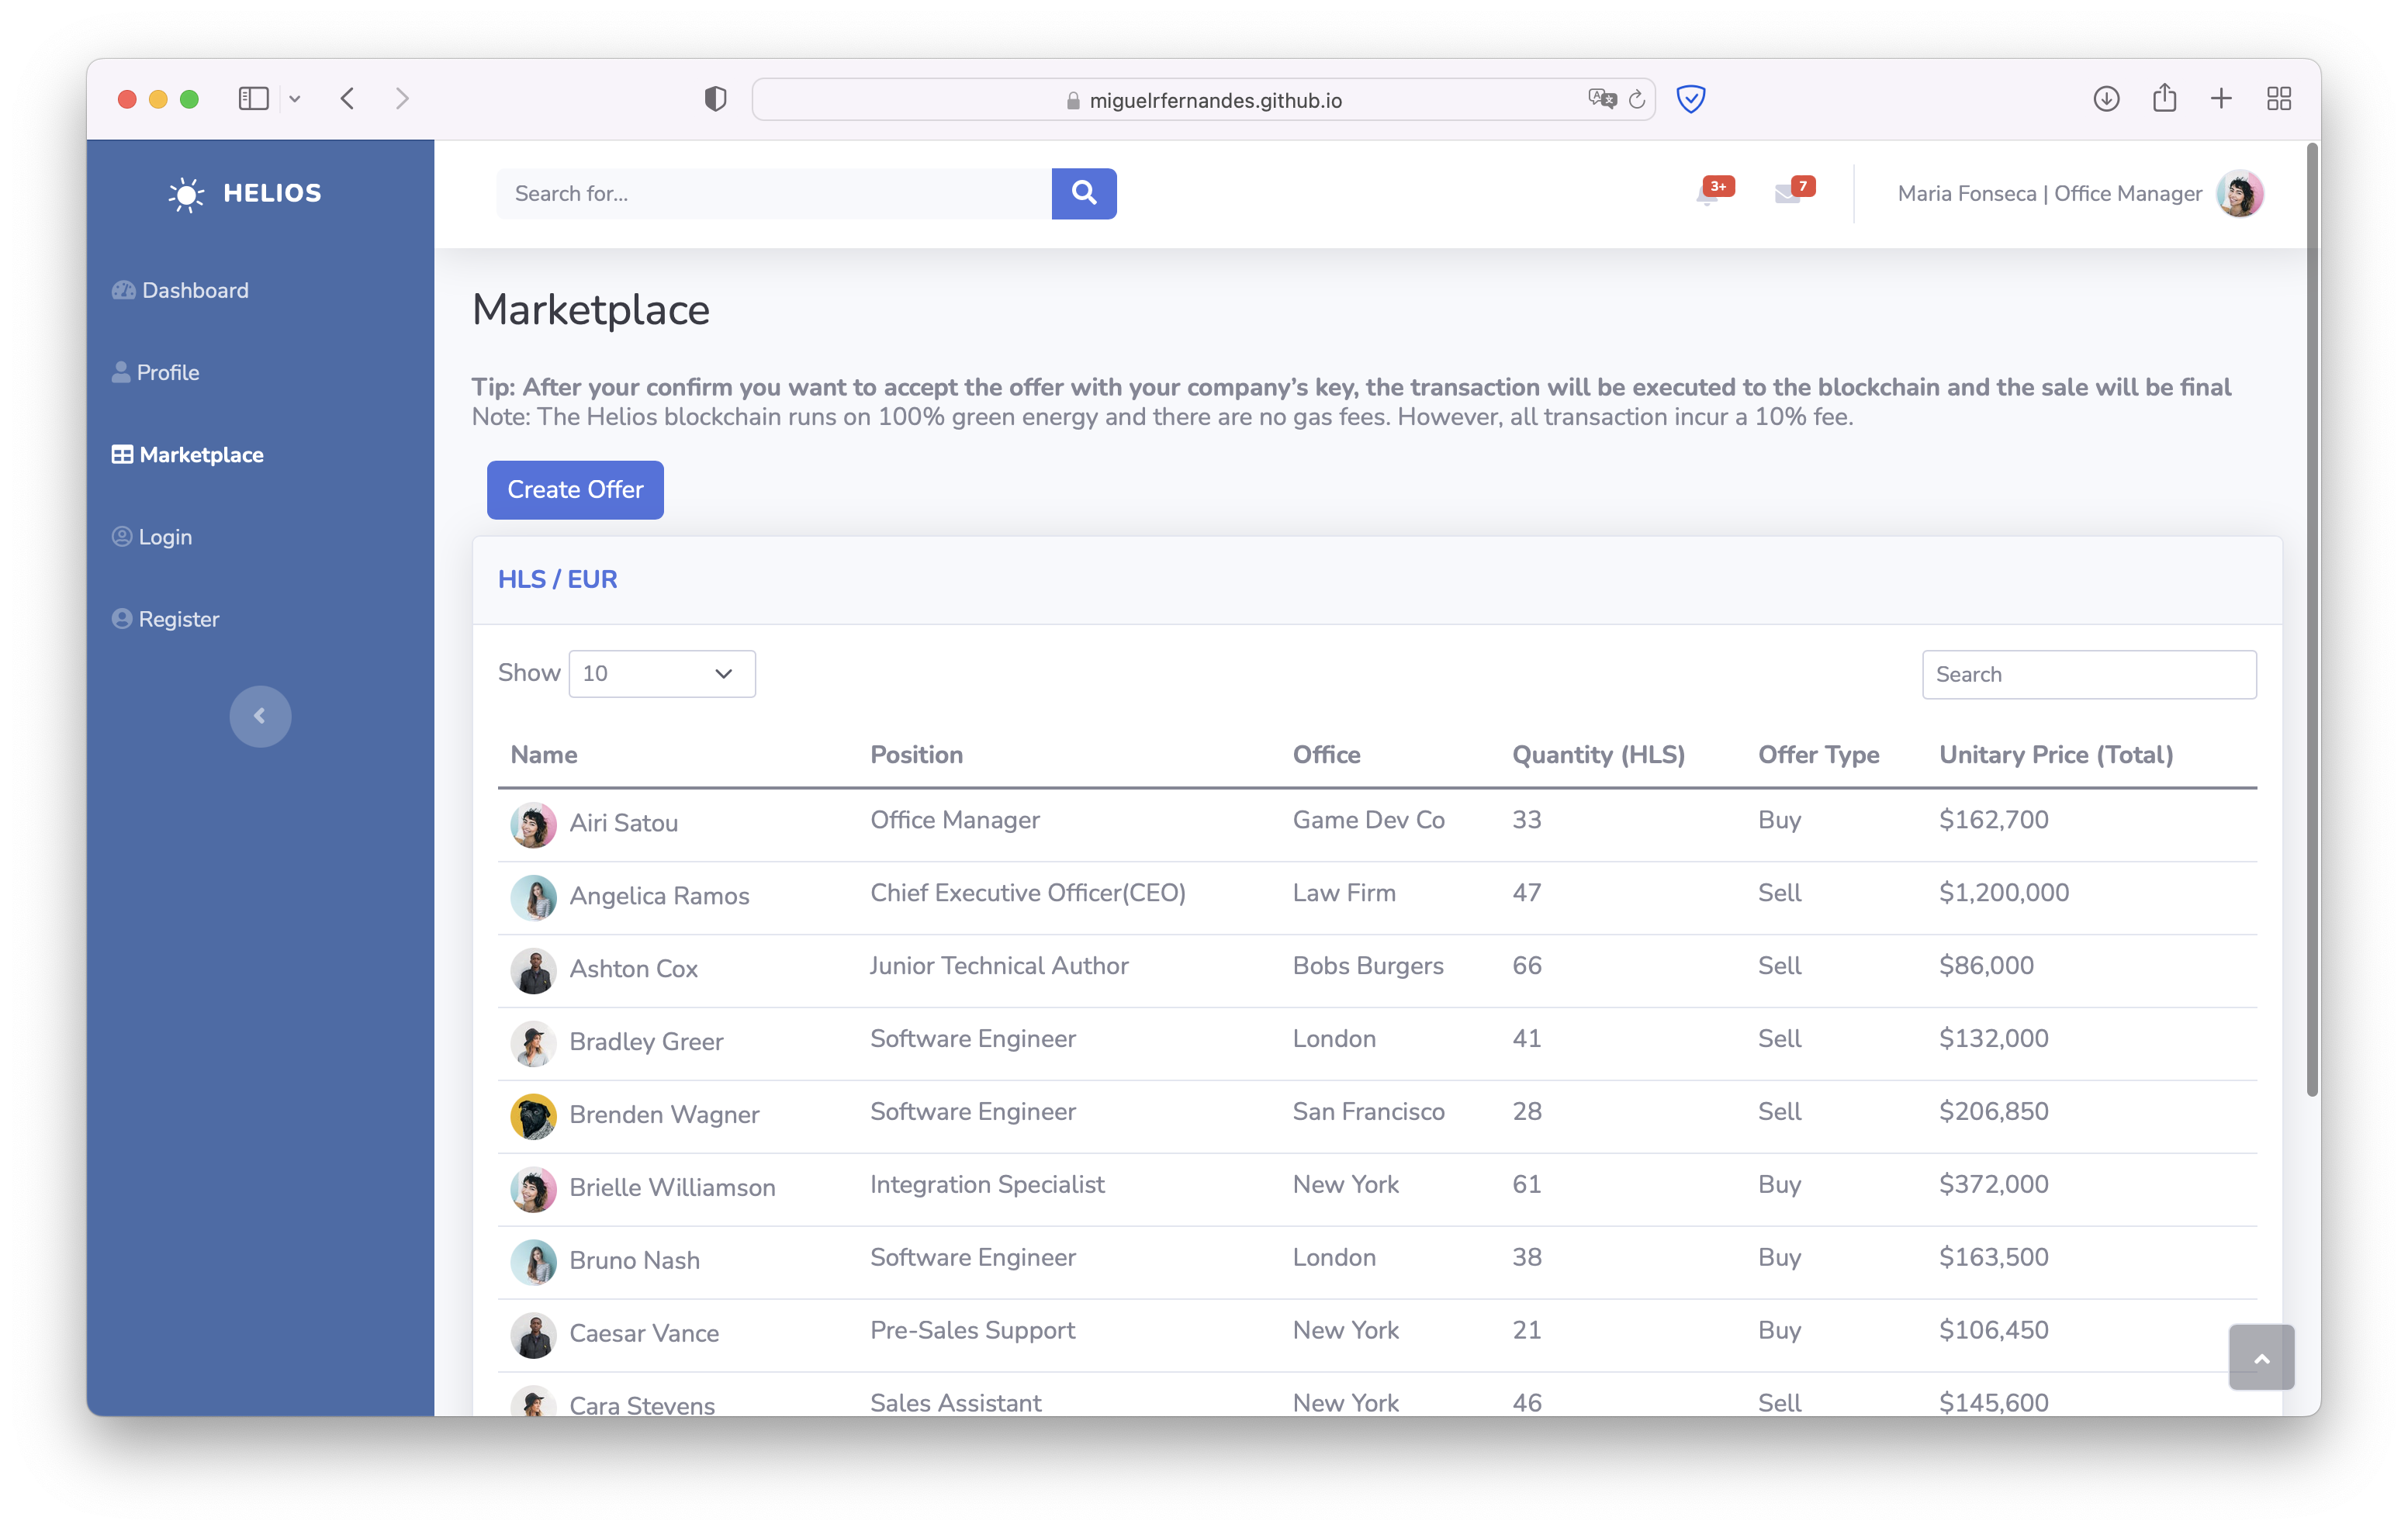 miguelrfernandes.github.io
HELIOS
Search for...
3+
7
Maria Fonseca | Office Manager
Dashboard
Profile
Marketplace
Login
Register
Marketplace
Tip: After your confirm you want to accept the offer with your company's key, the transaction will be executed to the blockchain and the sale will be final
Note: The Helios blockchain runs on 100% green energy and there are no gas fees. However, all transaction incur a 10% fee.
Create Offer
HLS / EUR
Show 10
Search
Name Position Office Quantity (HLS) Offer Type Unitary Price (Total)
Airi Satou Office Manager Game Dev Co 33 Buy $162,700
Angelica Ramos Chief Executive Officer(CEO) Law Firm 47 Sell $1,200,000
Ashton Cox Junior Technical Author Bobs Burgers 66 Sell $86,000
Bradley Greer Software Engineer London 41 Sell $132,000
Brenden Wagner Software Engineer San Francisco 28 Sell $206,850
Brielle Williamson Integration Specialist New York 61 Buy $372,000
Bruno Nash Software Engineer London 38 Buy $163,500
Caesar Vance Pre-Sales Support New York 21 Buy $106,450
Cara Stevens Sales Assistant New York 46 Sell $145,600